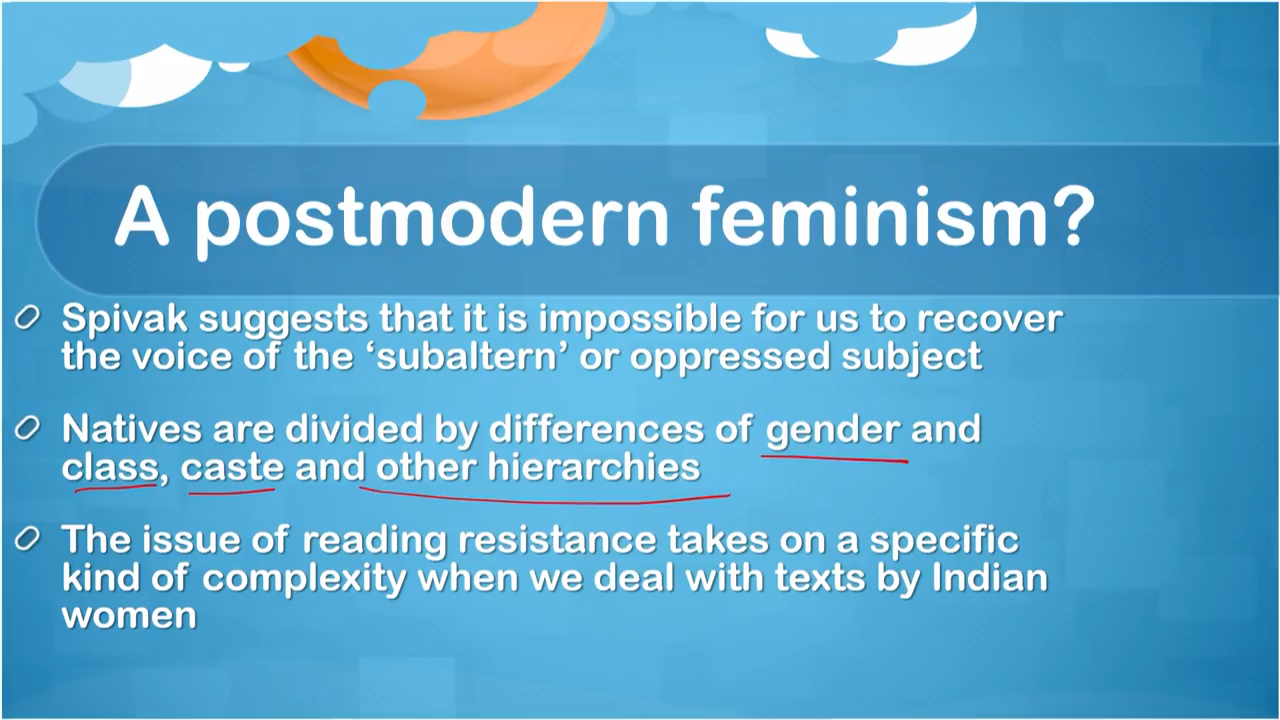 A postmodern feminism?
Spivak suggests that it is impossible for us to recover
the voice of the ‘subaltern’ or oppressed subject
Natives are divided by differences of gender and
class, caste and other hierarchies
The issue of reading resistance takes on a specific
kind of complexity when we deal with texts by Indian
women